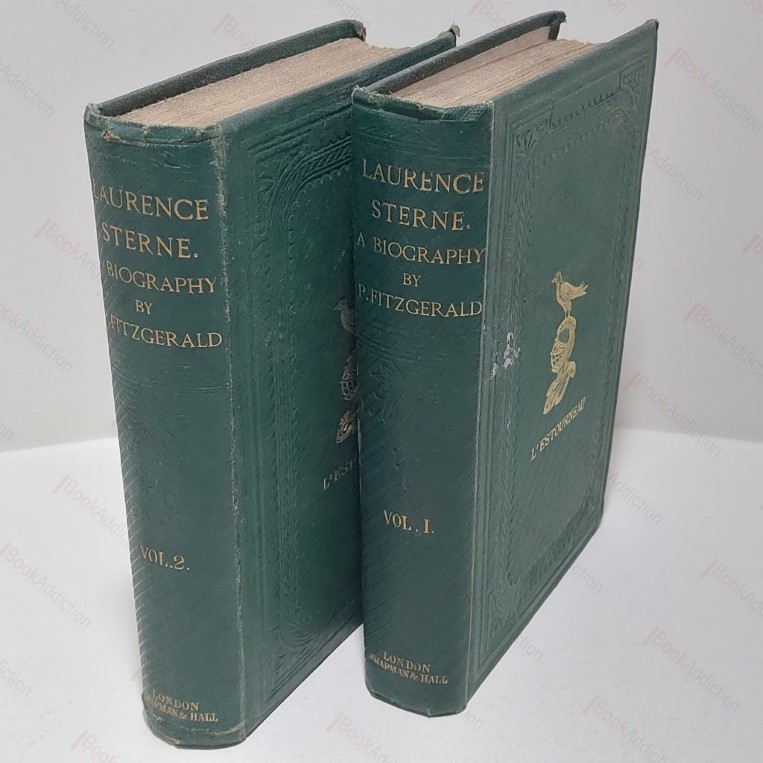 LAURENCE
STERNE.
BIOGRAPHY
BY
FITZGERALD
VOL.2.
LONDON
CHAPMAN & HALL
LAURENCE
STERNE.
A BIOGRAPHY
BY
P. FITZGERALD
VOL. I.
LONDON
CHAPMAN & HALL
L'ESTOURNEAU
BookAddiction